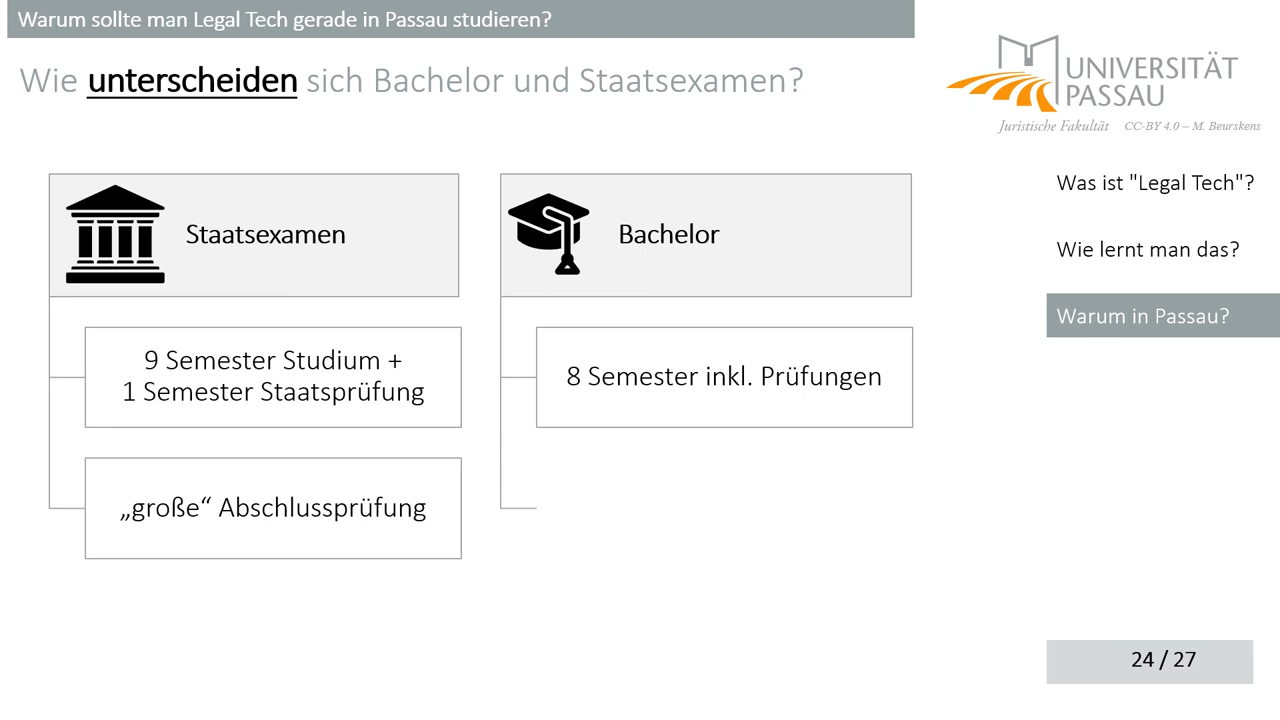 Warum sollte man Legal Tech gerade in Passau studieren?
Wie unterscheiden sich Bachelor und Staatsexamen?
UNIVERSITÄT
PASSAU
Juristische Fakultät CC-BY 4.0 – M. Beurskens
Was ist "Legal Tech"?
Wie lernt man das?
Warum in Passau?
Staatsexamen
9 Semester Studium +
1 Semester Staatsprüfung
„große“ Abschlussprüfung
Bachelor
8 Semester inkl. Prüfungen
24 / 27